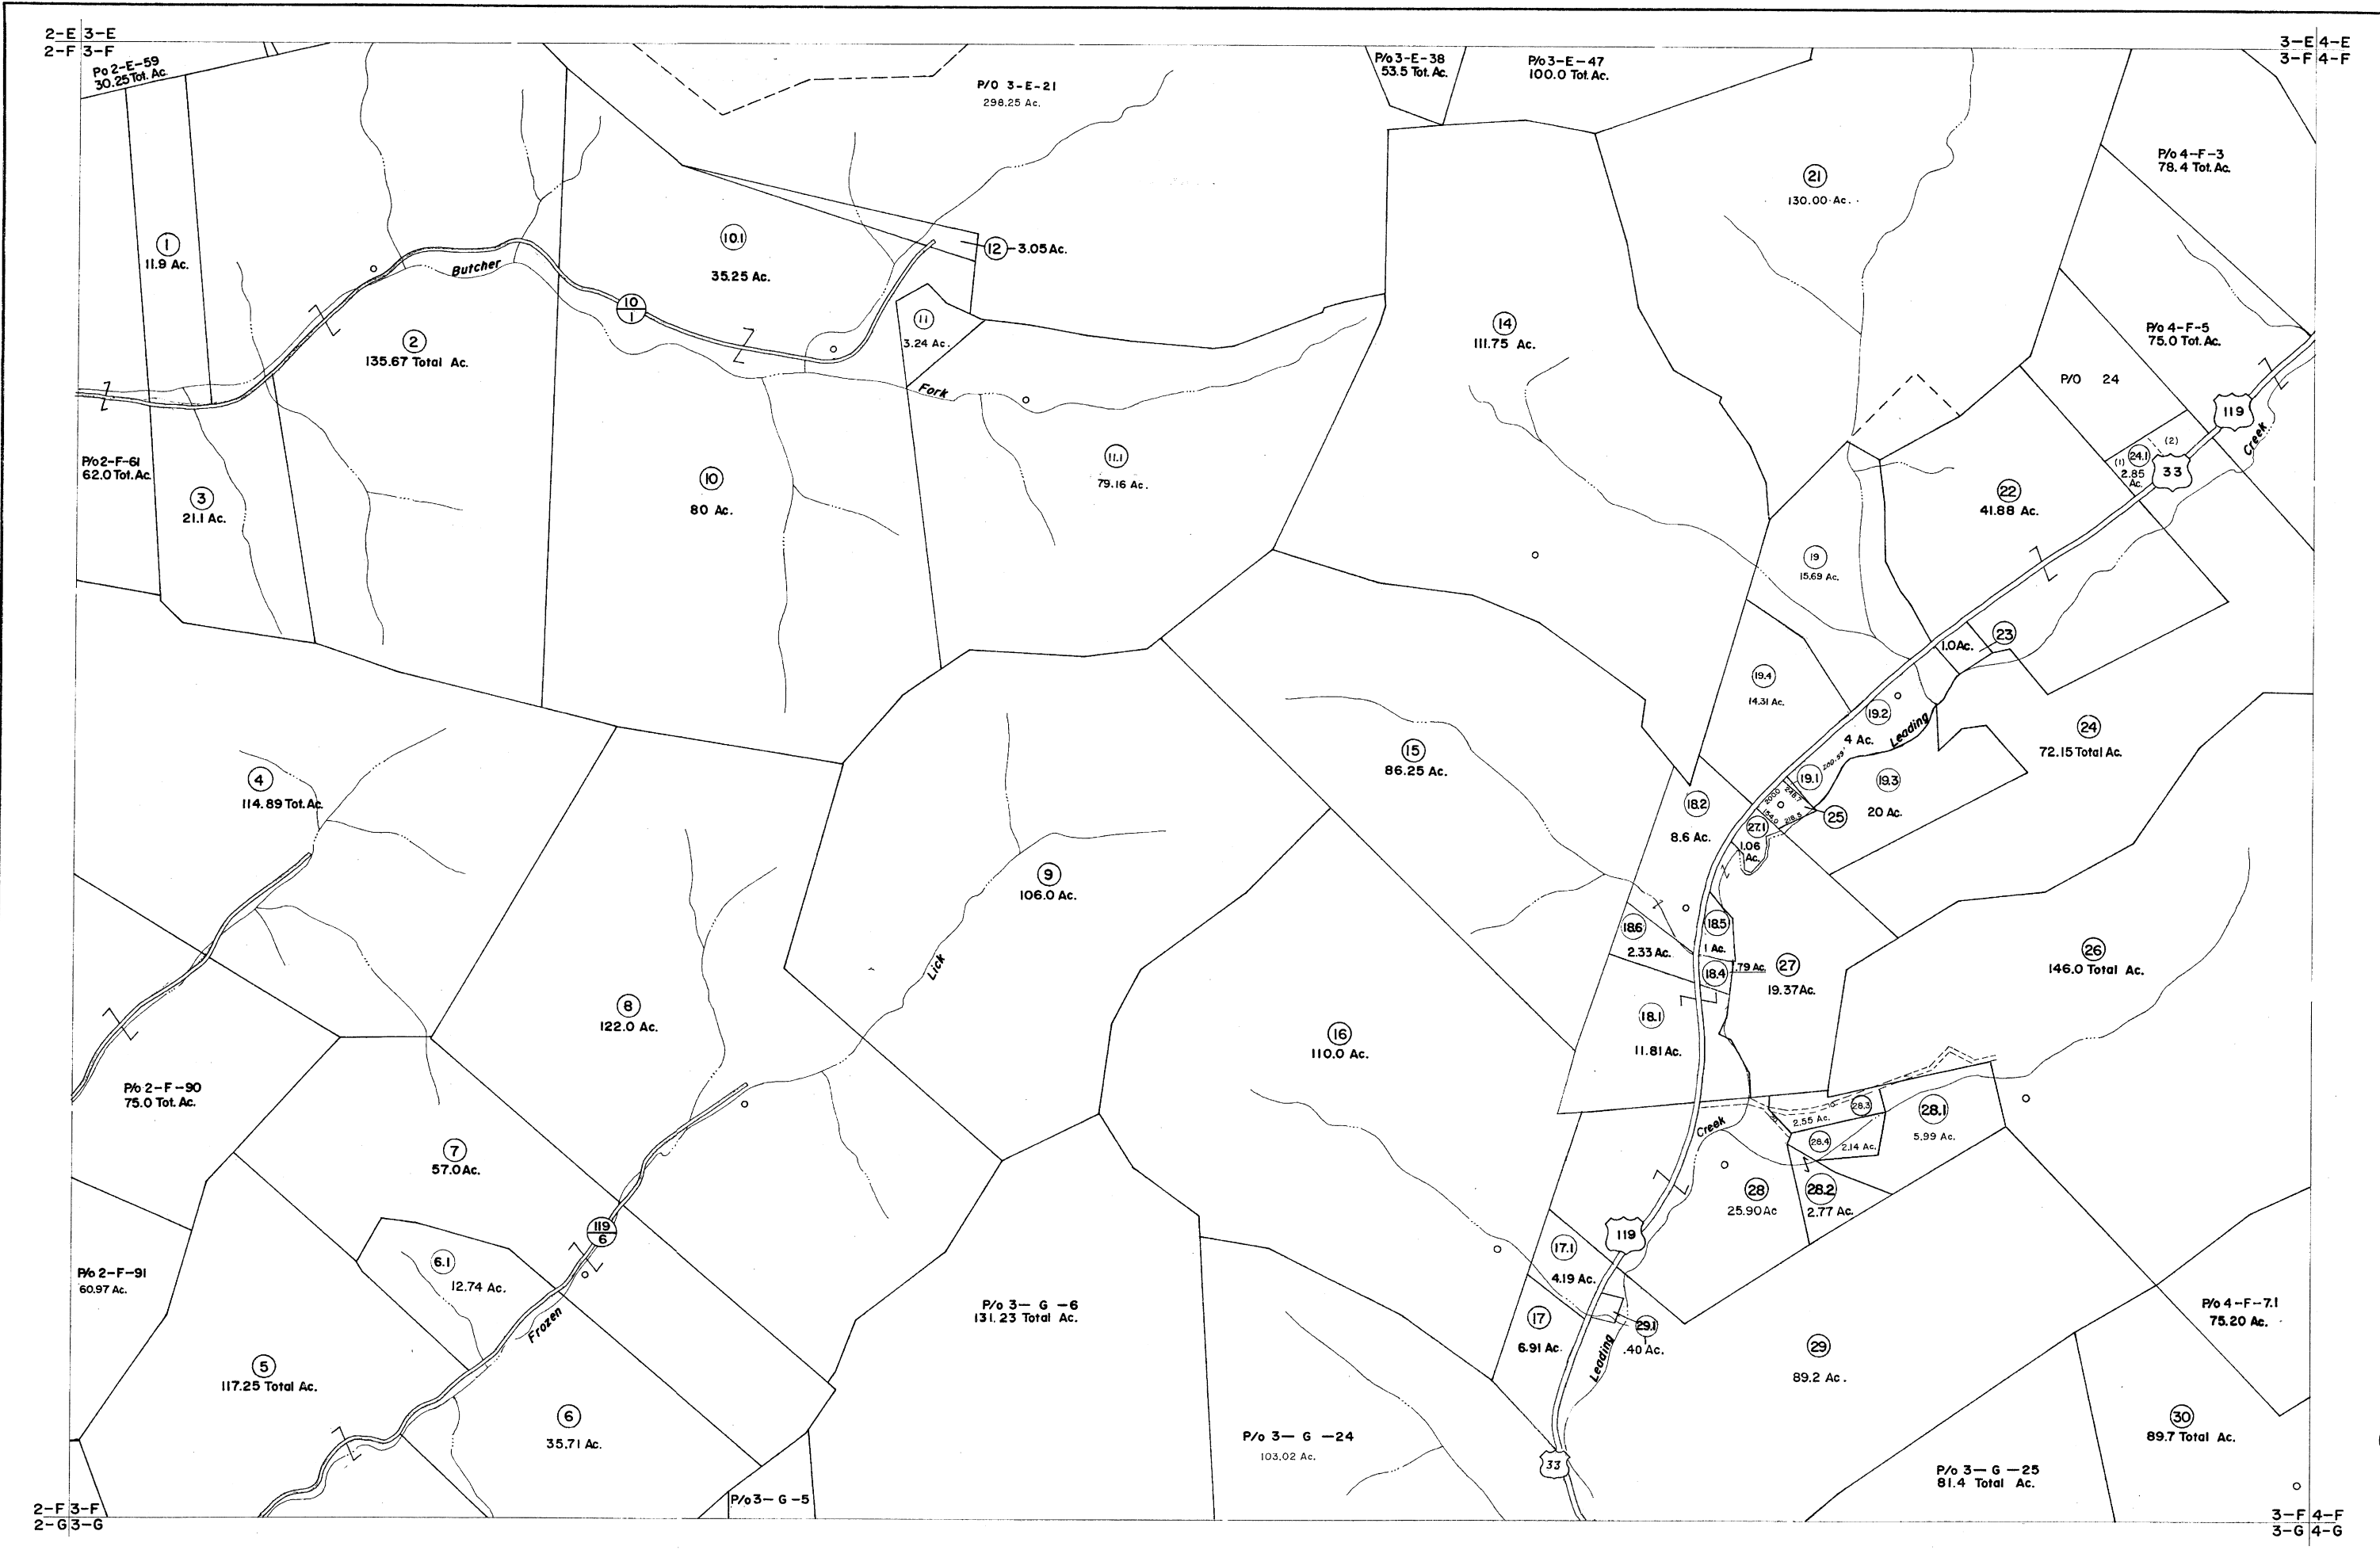 2-E 3-E
2-F 3-F
3-E 4-E
3-F 4-F
Po 2-E-59
30.25 Tot. Ac.
P/O 3-E-21
298.25 Ac.
P/o 3-E-38
53.5 Tot. Ac.
P/o 3-E-47
100.0 Tot. Ac.
P/o 4-F-3
78.4 Tot. Ac.
21
130.00 Ac.
1
11.9 Ac.
10.1
35.25 Ac.
12 3.05 Ac.
Butcher
10
1
2
135.67 Total Ac.
11
3.24 Ac.
14
111.75 Ac.
P/o 4-F-5
75.0 Tot. Ac.
P/O 24
119
Fork
Creek
(2)
(1)
24.1
2.85
Ac.
33
P/o 2-F-61
62.0 Tot. Ac.
3
21.1 Ac.
10
80 Ac.
11.1
79.16 Ac.
22
41.88 Ac.
19
15.69 Ac.
23
1.0 Ac.
19.4
14.31 Ac.
19.2
4 Ac.
Leading
24
72.15 Total Ac.
15
86.25 Ac.
4
114.89 Tot. Ac.
200.55'
19.1
19.3
20 Ac.
200.0
248.7
154.0
218.5
25
18.2
8.6 Ac.
27.1
1.06
Ac.
9
106.0 Ac.
18.6
2.33 Ac.
18.5
1 Ac.
18.4
.79 Ac.
27
19.37 Ac.
26
146.0 Total Ac.
Lick
8
122.0 Ac.
16
110.0 Ac.
18.1
11.81 Ac.
P/o 2-F-90
75.0 Tot. Ac.
28.3
2.55 Ac.
28.1
5.99 Ac.
Creek
28.4
2.14 Ac.
7
57.0 Ac.
28
25.90 Ac
28.2
2.77 Ac.
119
6
119
17.1
4.19 Ac.
6.1
12.74 Ac.
P/o 2-F-91
60.97 Ac.
Frozen
P/o 3-G-6
131.23 Total Ac.
17
6.91 Ac.
29.1
.40 Ac.
Leading
29
89.2 Ac.
P/o 4-F-7.1
75.20 Ac.
5
117.25 Total Ac.
6
35.71 Ac.
P/o 3-G-24
103.02 Ac.
33
30
89.7 Total Ac.
P/o 3-G-25
81.4 Total Ac.
P/o 3-G-5
2-F 3-F
2-G 3-G
3-F 4-F
3-G 4-G